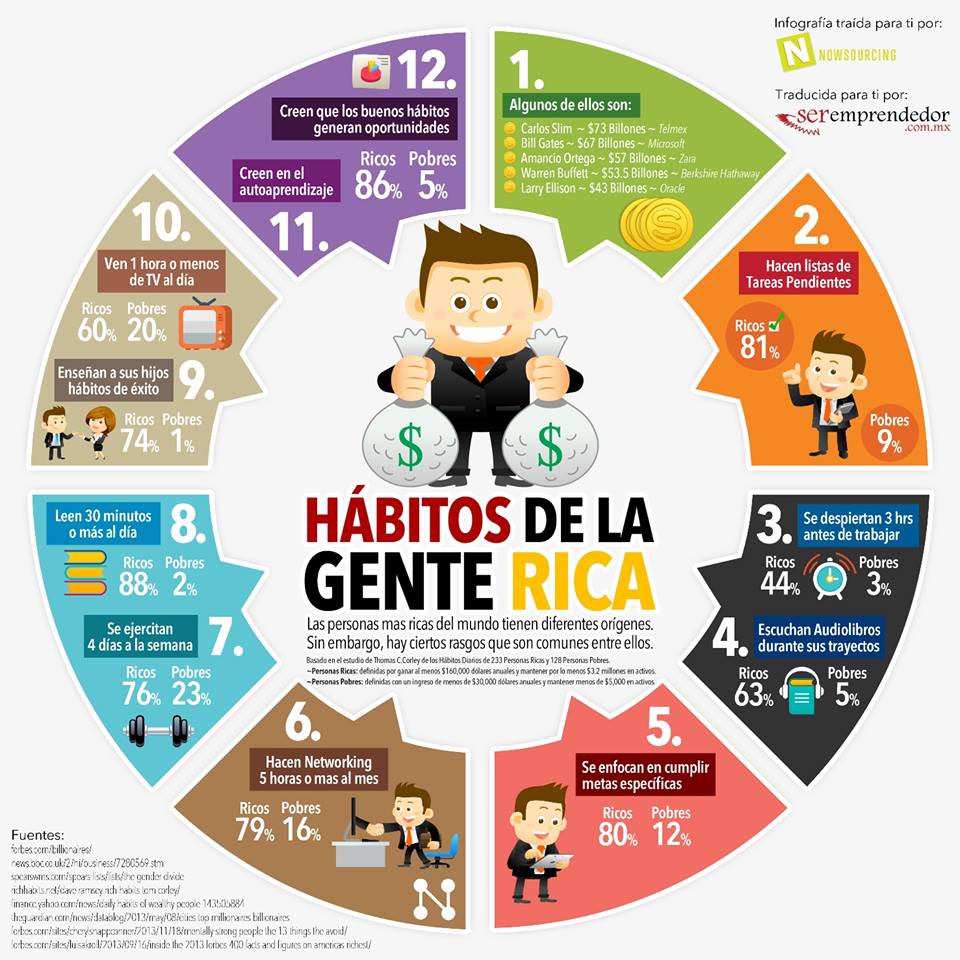 Infografía traída para ti por:
N NOWSOURCING
Traducida para ti por:
seremprendedor
.com.mx
1.
Algunos de ellos son:
Carlos Slim ~ $73 Billones ~ Telmex
Bill Gates ~ $67 Billones ~ Microsoft
Amancio Ortega ~ $57 Billones ~ Zara
Warren Buffett ~ $53.5 Billones ~ Berkshire Hathaway
Larry Ellison ~ $43 Billones ~ Oracle
2.
Hacen listas de
Tareas Pendientes
Ricos
81%
Pobres
9%
3.
Se despiertan 3 hrs
antes de trabajar
Ricos Pobres
44% 3%
4.
Escuchan Audiolibros
durante sus trayectos
Ricos Pobres
63% 5%
5.
Se enfocan en cumplir
metas específicas
Ricos Pobres
80% 12%
6.
Hacen Networking
5 horas o mas al mes
Ricos Pobres
79% 16%
N
7.
Se ejercitan
4 días a la semana
Ricos Pobres
76% 23%
8.
Leen 30 minutos
o más al día
Ricos Pobres
88% 2%
9.
Enseñan a sus hijos
hábitos de éxito
Ricos Pobres
74% 1%
10.
Ven 1 hora o menos
de TV al día
Ricos Pobres
60% 20%
11.
Creen en el
autoaprendizaje
Ricos Pobres
86% 5%
12.
Creen que los buenos hábitos
generan oportunidades
$ $
HÁBITOS DE LA
GENTE RICA
Las personas mas ricas del mundo tienen diferentes orígenes.
Sin embargo, hay ciertos rasgos que son comunes entre ellos.
Basado en el estudio de Thomas C.Corley de los Hábitos Diarios de 233 Personas Ricas y 128 Personas Pobres.
~Personas Ricas: definidas por ganar al menos $160,000 dólares anuales y mantener por lo menos $3.2 millones en activos.
~Personas Pobres: definidas con un ingreso de menos de $30,000 dólares anuales y mantener menos de $5,000 en activos.
Fuentes:
forbes.com/billionaires/
news.boc.co.uk/2/hi/business/7280569.stm
spearswms.com/spears lists/lists/the gender divide
richhabits.net/dave ramsey rich habits tom corley/
finance.yahoo.com/news/daily habits of wealthy people 143505884
theguardian.com/news/datablog/2013/may/08/cities top millionaires billionaires
forbes.com/sites/cherylsnappconner/2013/11/18/mentally strong people the 13 things the avoid/
forbes.com/sites/luisakroll/2013/09/16/inside the 2013 forbes 400 facts and figures on americas richest/